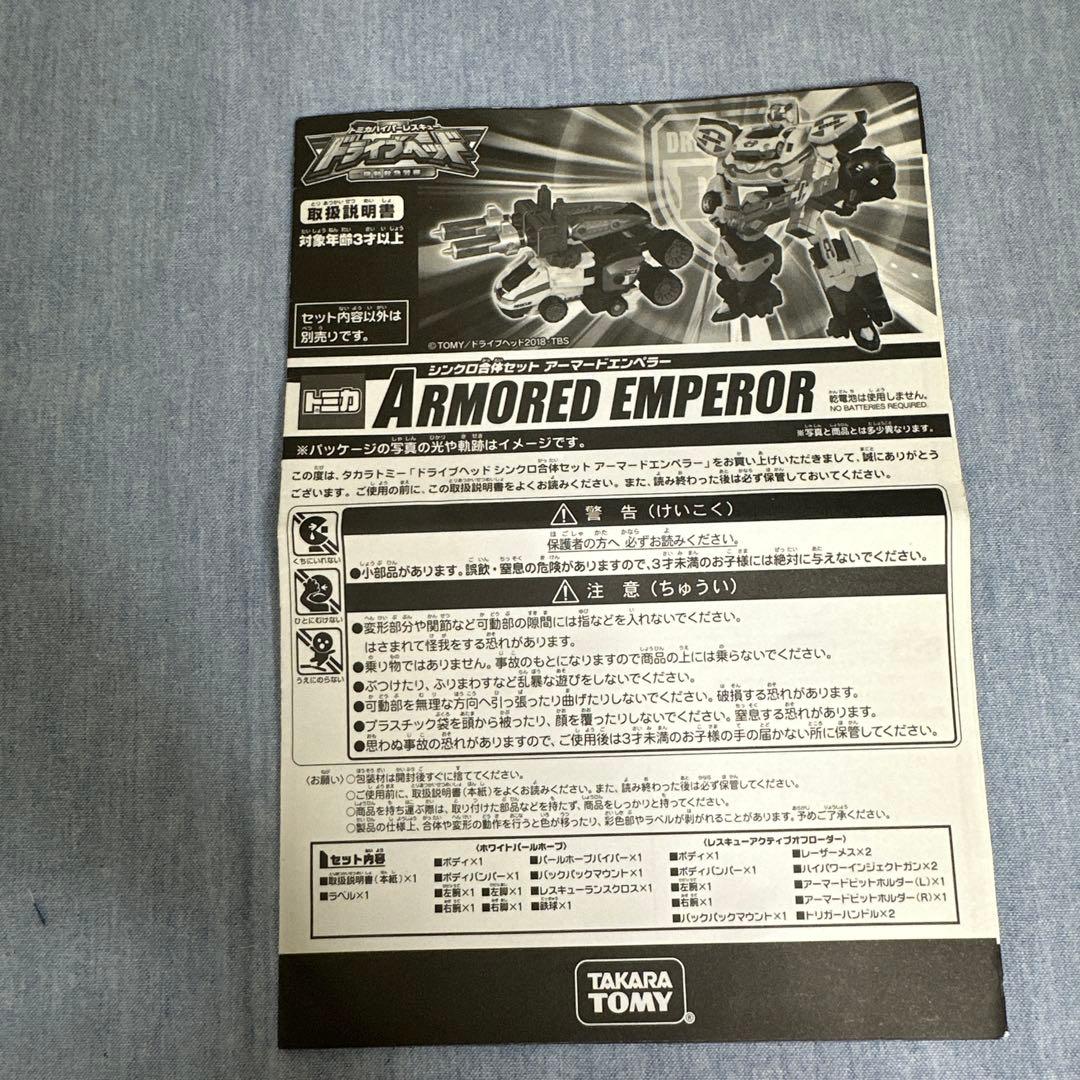 トミカハイパーレスキュー
ドライブヘッド
機動救急警察
取扱説明書
対象年齢3才以上
セット内容以外は
別売りです。
©TOMY/ドライブヘッド2018・TBS
シンクロ合体セット アーマードエンペラー
トミカ
ARMORED EMPEROR
乾電池は使用しません。
NO BATTERIES REQUIRED.
※写真と商品とは多少異なります。
※パッケージの写真の光や軌跡はイメージです。
この度は、タカラトミー「ドライブヘッド シンクロ合体セット アーマードエンペラー」をお買い上げいただきまして、誠にありがとう
ございます。ご使用の前に、この取扱説明書をよくお読みください。また、読み終わった後は必ず保管しておいてください。
警告(けいこく)
保護者の方へ 必ずお読みください。
●小部品があります。誤飲・窒息の危険がありますので、3才未満のお子様には絶対に与えないでください。
くちにいれない
注意(ちゅうい)
●変形部分や関節など可動部の隙間には指などを入れないでください。
はさまれて怪我をする恐れがあります。
●乗り物ではありません。事故のもとになりますので商品の上には乗らないでください。
●ぶつけたり、ふりまわすなど乱暴な遊びをしないでください。
●可動部を無理な方向へ引っ張ったり曲げたりしないでください。破損する恐れがあります。
●プラスチック袋を頭から被ったり、顔を覆ったりしないでください。窒息する恐れがあります。
●思わぬ事故の恐れがありますので、ご使用後は3才未満のお子様の手の届かない所に保管してください。
ひとにむけない
うえにのらない
〈お願い〉○包装材は開封後すぐに捨ててください。
○ご使用前に、取扱説明書(本紙)をよくお読みください。また、読み終わった後は必ず保管してください。
○商品を持ち運ぶ際は、取り付けた部品などを持たず、商品をしっかりと持ってください。
○製品の仕様上、合体や変形の動作を行うと色が移ったり、彩色部やラベルが剥がれることがあります。予めご了承ください。
セット内容
■取扱説明書(本紙)×1
■ラベル×1
〈ホワイトパールホープ〉
■ボディ×1 ■パールホープバイパー×1
■ボディバンパー×1 ■バックパックマウント×1
■左腕×1 ■左脚×1 ■レスキューランスクロス×1
■右腕×1 ■右脚×1 ■鉄球×1
〈レスキューアクティブオフローダー〉
■ボディ×1 ■レーザーメス×2
■ボディバンパー×1 ■ハイパワーインジェクトガン×2
■左腕×1 ■アーマードビットホルダー(L)×1
■右腕×1 ■アーマードビットホルダー(R)×1
■バックパックマウント×1 ■トリガーハンドル×2
TAKARA
TOMY
®